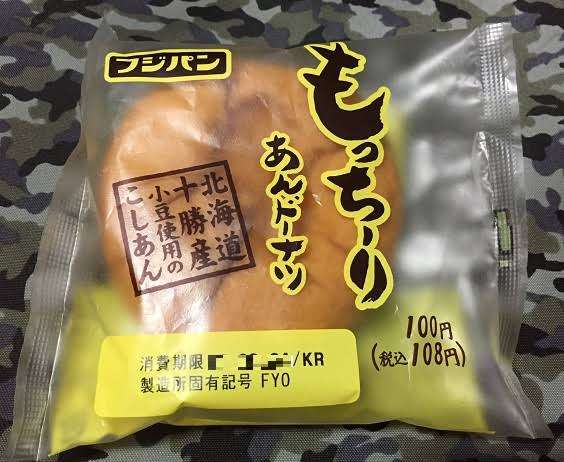 フジパン
もっちーり
あんドーナツ
北海道
十勝産
小豆使用の
こしあん
100円
(税込108円)
消費期限 /KR
製造所固有記号 FYO